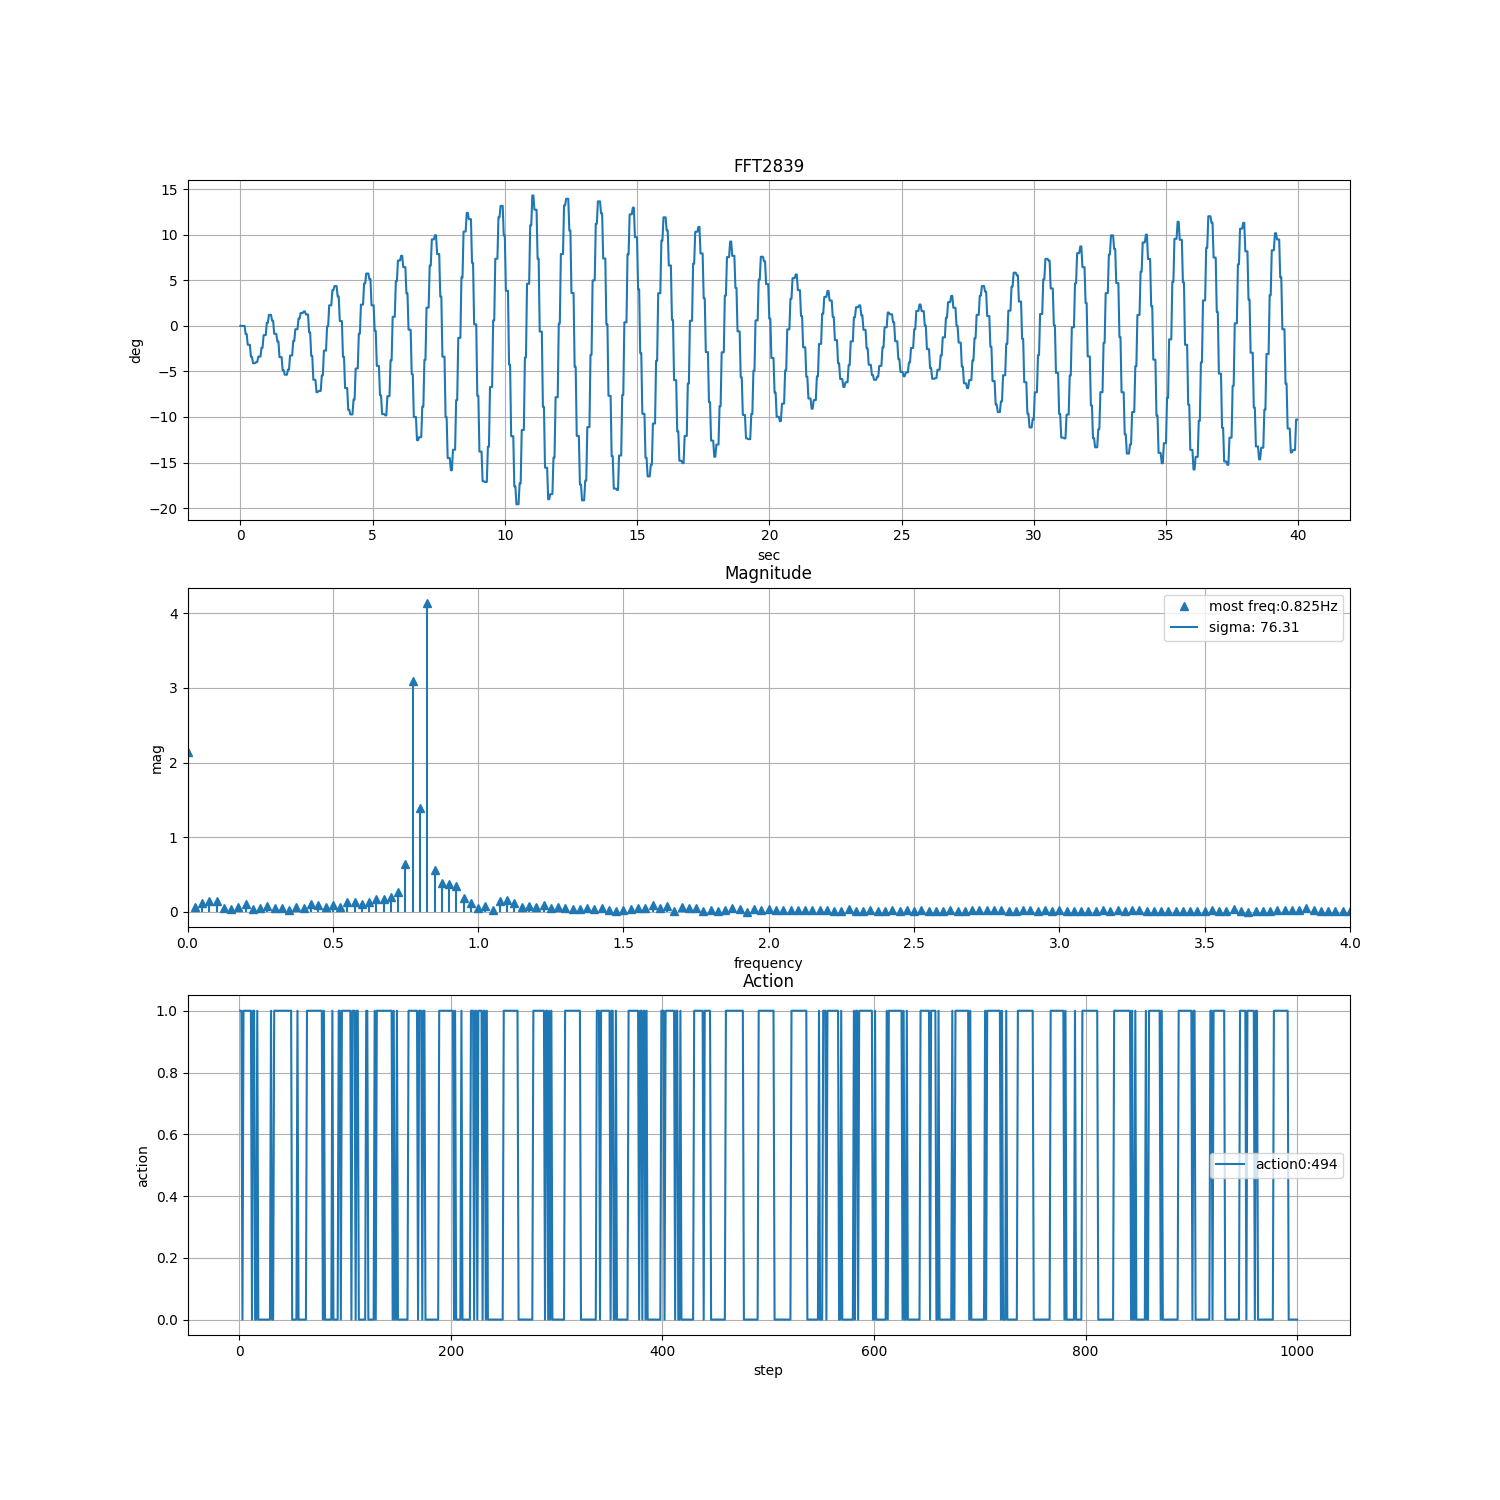 FFT2839
15
10
5
0
−5
−10
−15
−20
deg
0 5 10 15 20 25 30 35 40
sec
Magnitude
4
3
2
1
0
mag
most freq:0.825Hz
sigma: 76.31
0.0 0.5 1.0 1.5 2.0 2.5 3.0 3.5 4.0
frequency
Action
1.0
0.8
0.6
0.4
0.2
0.0
action
action0:494
0 200 400 600 800 1000
step